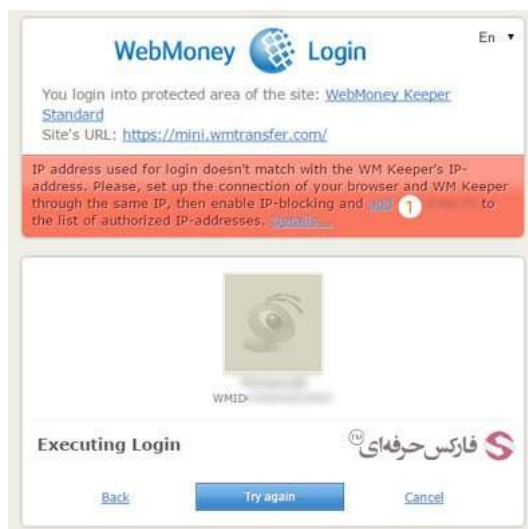 WebMoney Login
En
You login into protected area of the site: WebMoney Keeper
Standard
Site's URL: https://mini.wmtransfer.com/
IP address used for login doesn't match with the WM Keeper's IP-
address. Please, set up the connection of your browser and WM Keeper
through the same IP, then enable IP-blocking and add 1 to
the list of authorized IP-addresses. Details...
WMID
Executing Login
فارکس حرفه‌ای TM
Back Try again Cancel